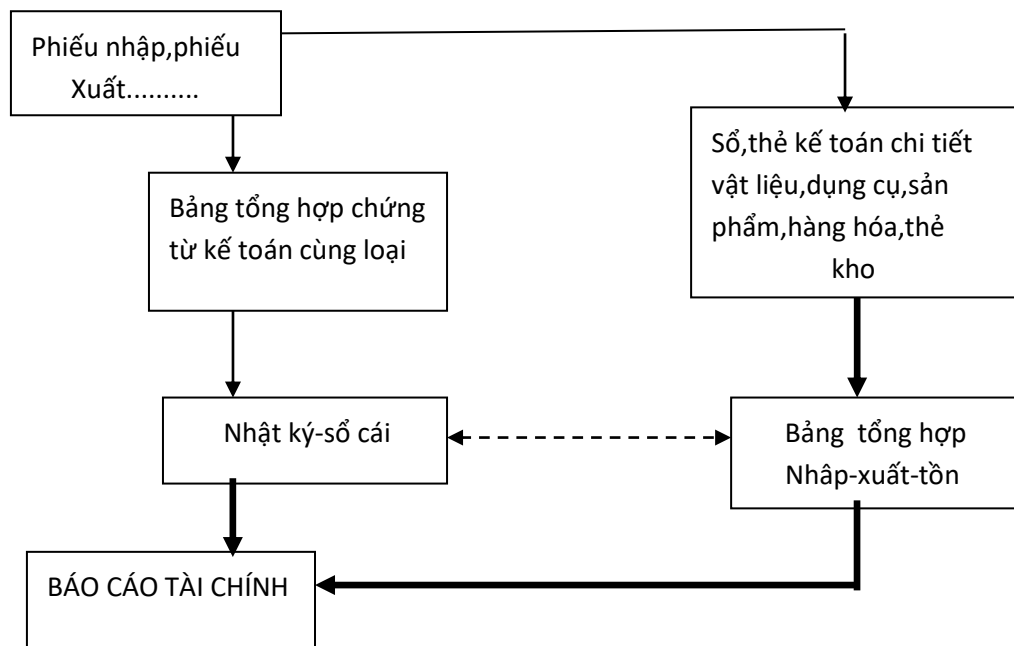 Phiếu nhập,phiếu
Xuất..........
Sổ,thẻ kế toán chi tiết
vật liệu,dụng cụ,sản
phẩm,hàng hóa,thẻ
kho
Bảng tổng hợp chứng
từ kế toán cùng loại
Nhật ký-sổ cái
Bảng tổng hợp
Nhâp-xuất-tồn
BÁO CÁO TÀI CHÍNH